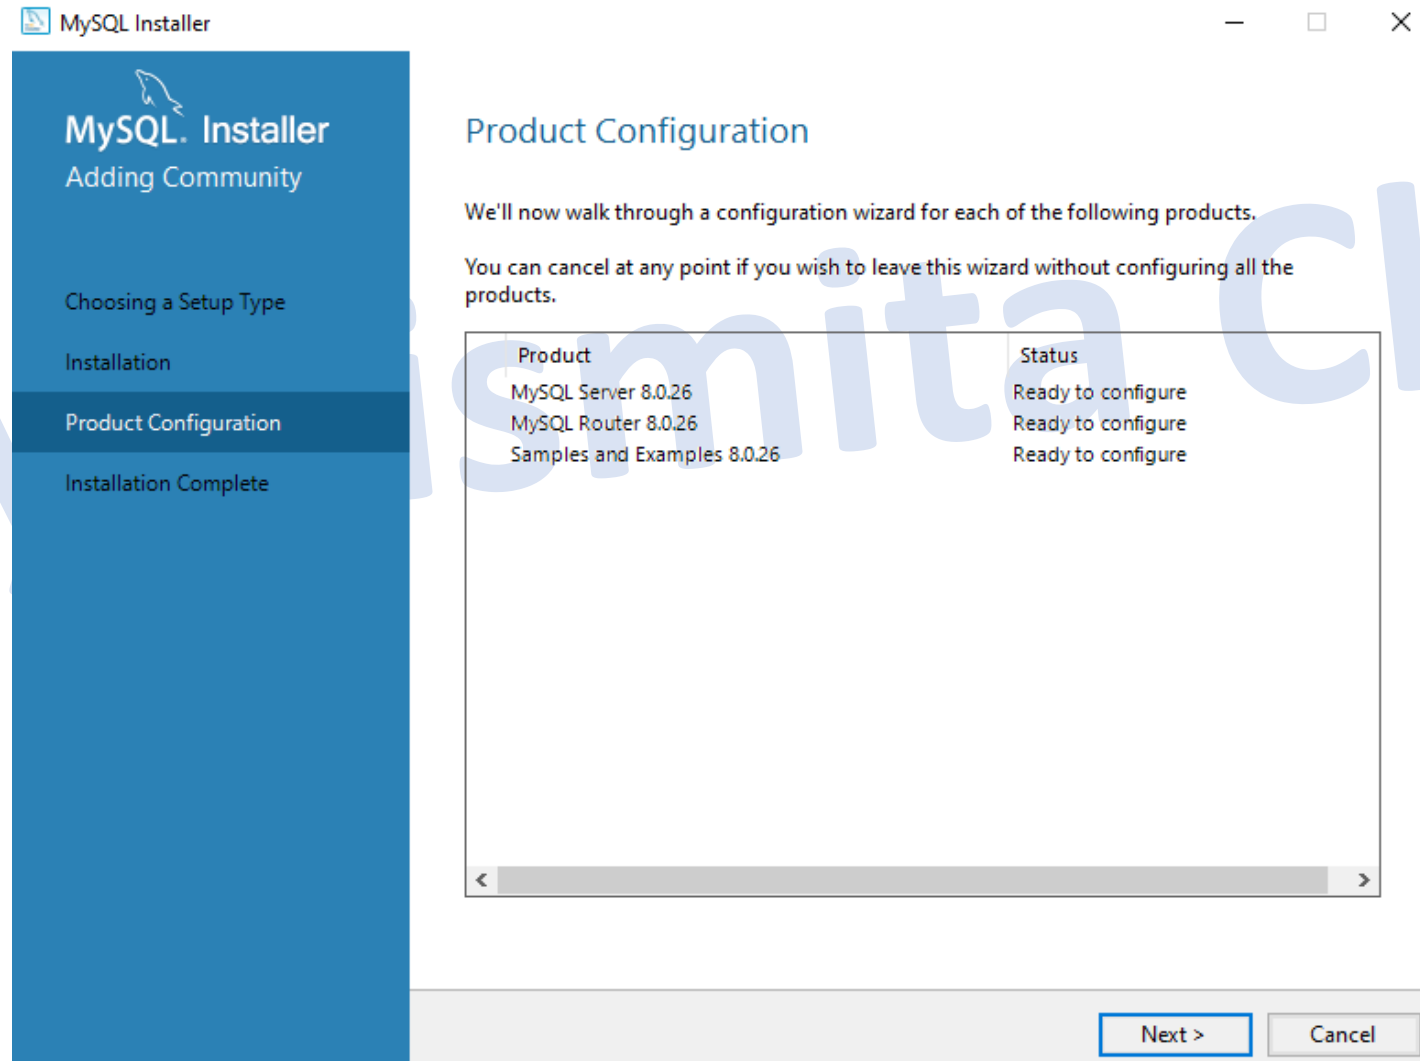 MySQL Installer
MySQL. Installer
Adding Community
Choosing a Setup Type
Installation
Product Configuration
Installation Complete
Product Configuration
We'll now walk through a configuration wizard for each of the following products.
You can cancel at any point if you wish to leave this wizard without configuring all the
products.
Product Status
MySQL Server 8.0.26 Ready to configure
MySQL Router 8.0.26 Ready to configure
Samples and Examples 8.0.26 Ready to configure
Next > Cancel